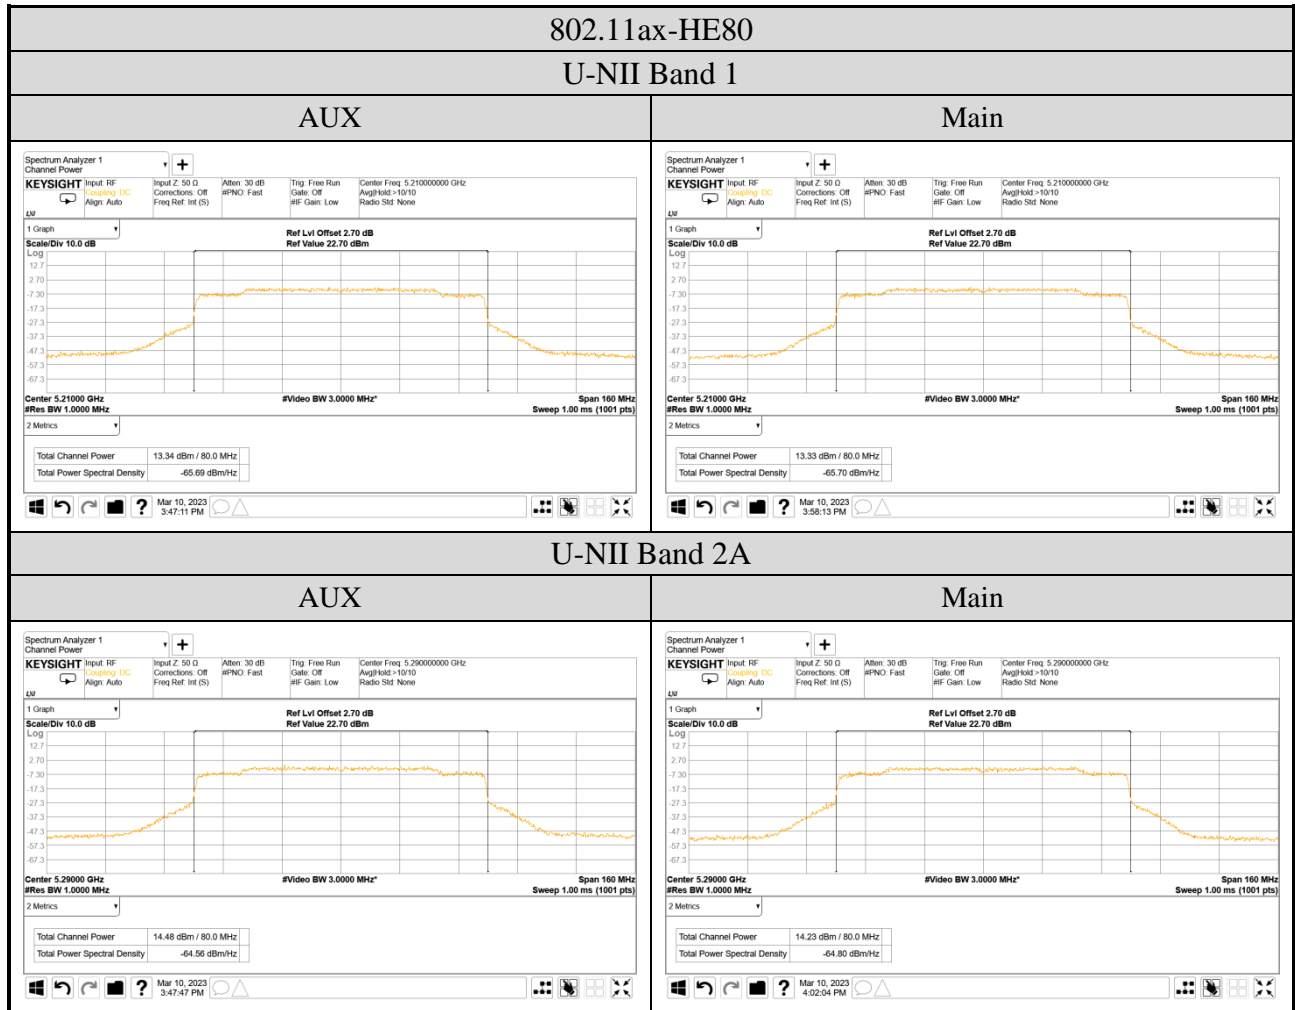 802.11ax-HE80
U-NII Band 1
AUX Main
Spectrum Analyzer 1
Channel Power
KEYSIGHT Input: RF Input Z: 50 Ω Atten: 30 dB Trig: Free Run Center Freq: 5.210000000 GHz
Coupling: DC Corrections: Off #PNO: Fast Gate: Off Avg|Hold:>10/10
Align: Auto Freq Ref: Int (S) #IF Gain: Low Radio Std: None
LXI
1 Graph
Ref Lvl Offset 2.70 dB
Scale/Div 10.0 dB Ref Value 22.70 dBm
Log
12.7
2.70
-7.30
-17.3
-27.3
-37.3
-47.3
-57.3
-67.3
Center 5.21000 GHz #Video BW 3.0000 MHz* Span 160 MHz
#Res BW 1.0000 MHz Sweep 1.00 ms (1001 pts)
2 Metrics
Total Channel Power 13.34 dBm / 80.0 MHz
Total Power Spectral Density -65.69 dBm/Hz
Mar 10, 2023
3:47:11 PM
Spectrum Analyzer 1
Channel Power
KEYSIGHT Input: RF Input Z: 50 Ω Atten: 30 dB Trig: Free Run Center Freq: 5.210000000 GHz
Coupling: DC Corrections: Off #PNO: Fast Gate: Off Avg|Hold:>10/10
Align: Auto Freq Ref: Int (S) #IF Gain: Low Radio Std: None
LXI
1 Graph
Ref Lvl Offset 2.70 dB
Scale/Div 10.0 dB Ref Value 22.70 dBm
Log
12.7
2.70
-7.30
-17.3
-27.3
-37.3
-47.3
-57.3
-67.3
Center 5.21000 GHz #Video BW 3.0000 MHz* Span 160 MHz
#Res BW 1.0000 MHz Sweep 1.00 ms (1001 pts)
2 Metrics
Total Channel Power 13.33 dBm / 80.0 MHz
Total Power Spectral Density -65.70 dBm/Hz
Mar 10, 2023
3:58:13 PM
U-NII Band 2A
AUX Main
Spectrum Analyzer 1
Channel Power
KEYSIGHT Input: RF Input Z: 50 Ω Atten: 30 dB Trig: Free Run Center Freq: 5.290000000 GHz
Coupling: DC Corrections: Off #PNO: Fast Gate: Off Avg|Hold:>10/10
Align: Auto Freq Ref: Int (S) #IF Gain: Low Radio Std: None
LXI
1 Graph
Ref Lvl Offset 2.70 dB
Scale/Div 10.0 dB Ref Value 22.70 dBm
Log
12.7
2.70
-7.30
-17.3
-27.3
-37.3
-47.3
-57.3
-67.3
Center 5.29000 GHz #Video BW 3.0000 MHz* Span 160 MHz
#Res BW 1.0000 MHz Sweep 1.00 ms (1001 pts)
2 Metrics
Total Channel Power 14.48 dBm / 80.0 MHz
Total Power Spectral Density -64.56 dBm/Hz
Mar 10, 2023
3:47:47 PM
Spectrum Analyzer 1
Channel Power
KEYSIGHT Input: RF Input Z: 50 Ω Atten: 30 dB Trig: Free Run Center Freq: 5.290000000 GHz
Coupling: DC Corrections: Off #PNO: Fast Gate: Off Avg|Hold:>10/10
Align: Auto Freq Ref: Int (S) #IF Gain: Low Radio Std: None
LXI
1 Graph
Ref Lvl Offset 2.70 dB
Scale/Div 10.0 dB Ref Value 22.70 dBm
Log
12.7
2.70
-7.30
-17.3
-27.3
-37.3
-47.3
-57.3
-67.3
Center 5.29000 GHz #Video BW 3.0000 MHz* Span 160 MHz
#Res BW 1.0000 MHz Sweep 1.00 ms (1001 pts)
2 Metrics
Total Channel Power 14.23 dBm / 80.0 MHz
Total Power Spectral Density -64.80 dBm/Hz
Mar 10, 2023
4:02:04 PM